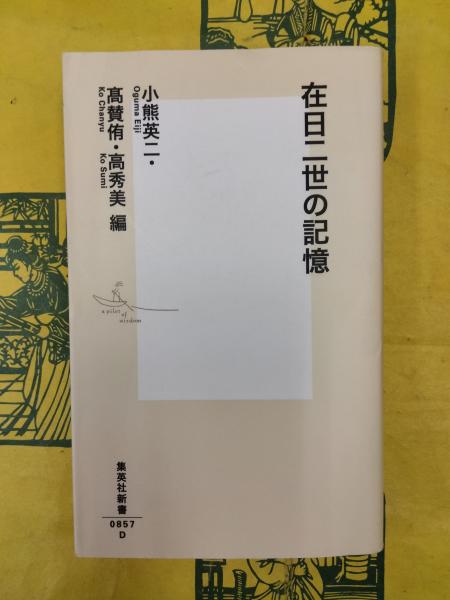 在日二世の記憶
小熊英二・
Oguma Eiji
髙賛侑・高秀美 編
Ko Chanyu
Ko Sumi
a pilot
of
wisdom
集英社新書
0857
D